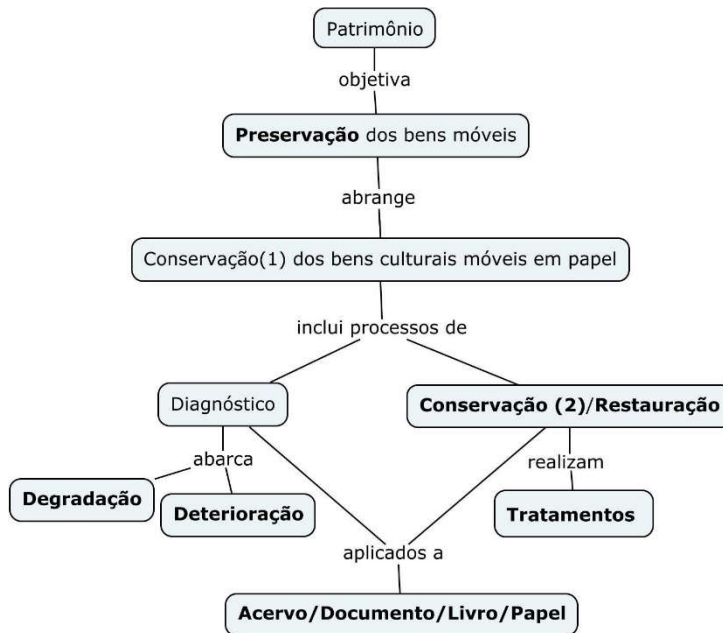 Patrimônio
objetiva
Preservação dos bens móveis
abrange
Conservação(1) dos bens culturais móveis em papel
inclui processos de
Diagnóstico
Conservação (2)/Restauração
abarca
realizam
Degradação
Deterioração
Tratamentos
aplicados a
Acervo/Documento/Livro/Papel